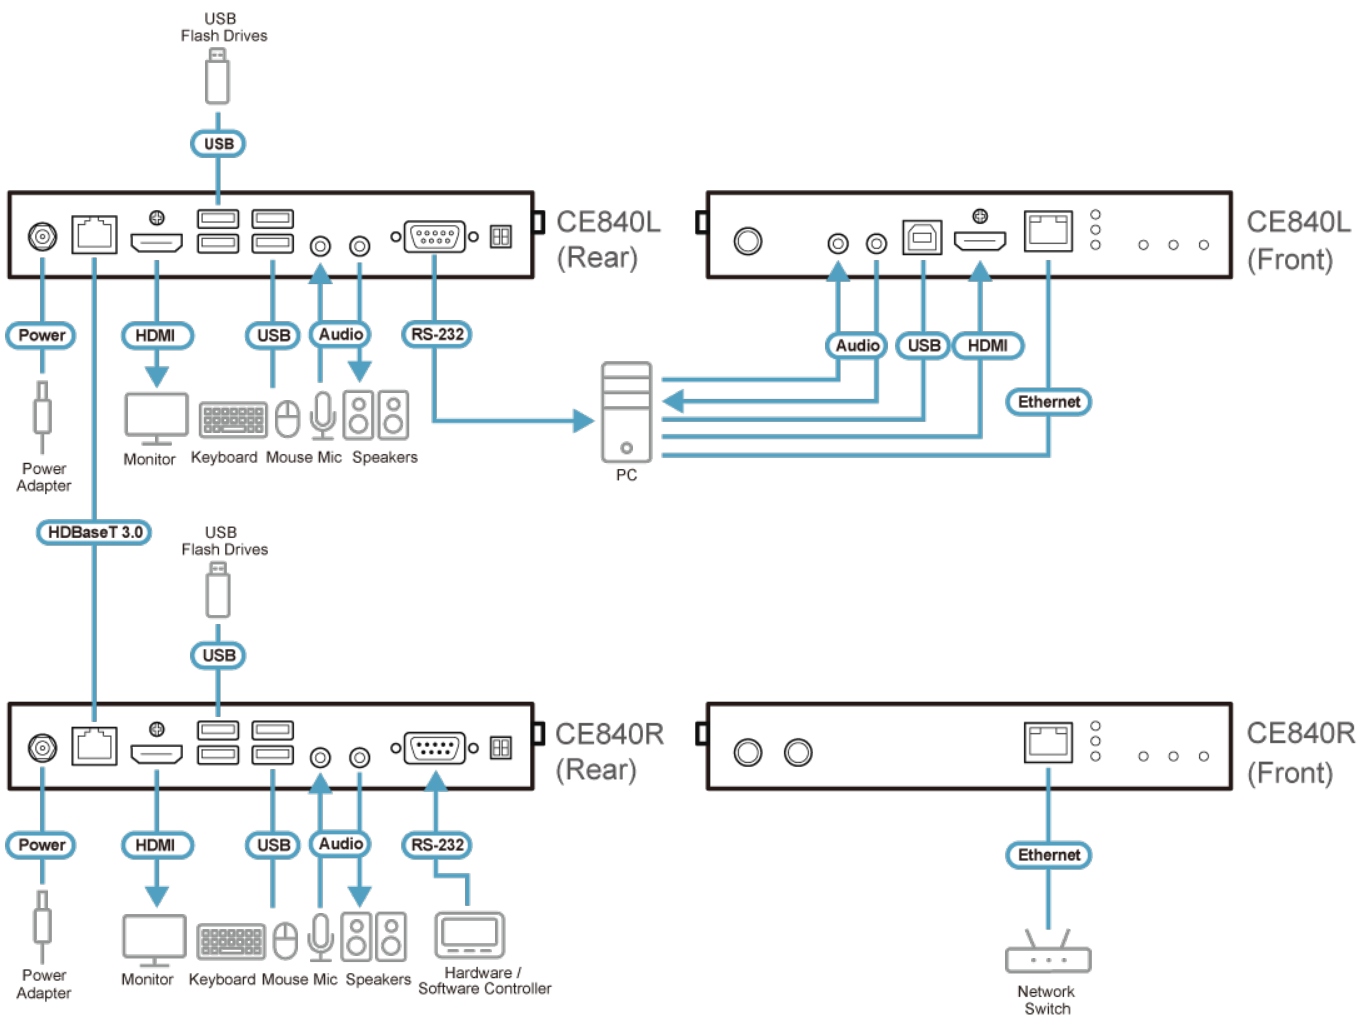 USB
Flash Drives
USB
CE840L
(Rear)
CE840L
(Front)
Power
HDMI
USB
Audio
RS-232
Audio
USB
HDMI
Ethernet
Power
Adapter
Monitor
Keyboard
Mouse
Mic
Speakers
PC
HDBaseT 3.0
USB
Flash Drives
USB
CE840R
(Rear)
CE840R
(Front)
Power
HDMI
USB
Audio
RS-232
Ethernet
Power
Adapter
Monitor
Keyboard
Mouse
Mic
Speakers
Hardware /
Software Controller
Network
Switch